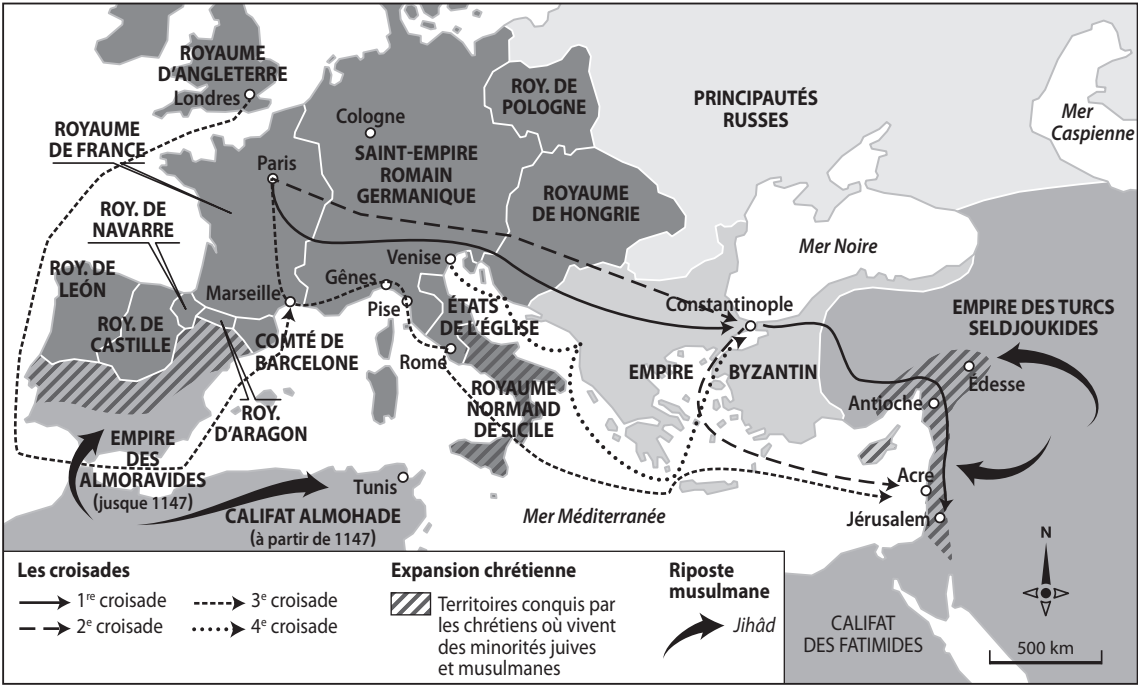 ROYAUME
D'ANGLETERRE
Londres
ROY. DE
POLOGNE
PRINCIPAUTÉS
RUSSES
Mer
Caspienne
Cologne
ROYAUME
DE FRANCE
Paris
SAINT-EMPIRE
ROMAIN
GERMANIQUE
ROYAUME
DE HONGRIE
ROY. DE
NAVARRE
Mer Noire
Venise
ROY. DE
LEÓN
Gênes
Marseille
Pise
ÉTATS
DE L'ÉGLISE
Constantinople
EMPIRE DES TURCS
SELDJOUKIDES
ROY. DE
CASTILLE
COMTÉ DE
BARCELONE
Rome
EMPIRE BYZANTIN
Édesse
ROYAUME
NORMAND
DE SICILE
Antioche
ROY.
D'ARAGON
EMPIRE
DES
ALMORAVIDES
(jusque 1147)
Tunis
Acre
CALIFAT ALMOHADE
(à partir de 1147)
Mer Méditerranée
Jérusalem
N
CALIFAT
DES FATIMIDES
500 km
Les croisades
1re croisade
2e croisade
3e croisade
4e croisade
Expansion chrétienne
Territoires conquis par
les chrétiens où vivent
des minorités juives
et musulmanes
Riposte
musulmane
Jihâd